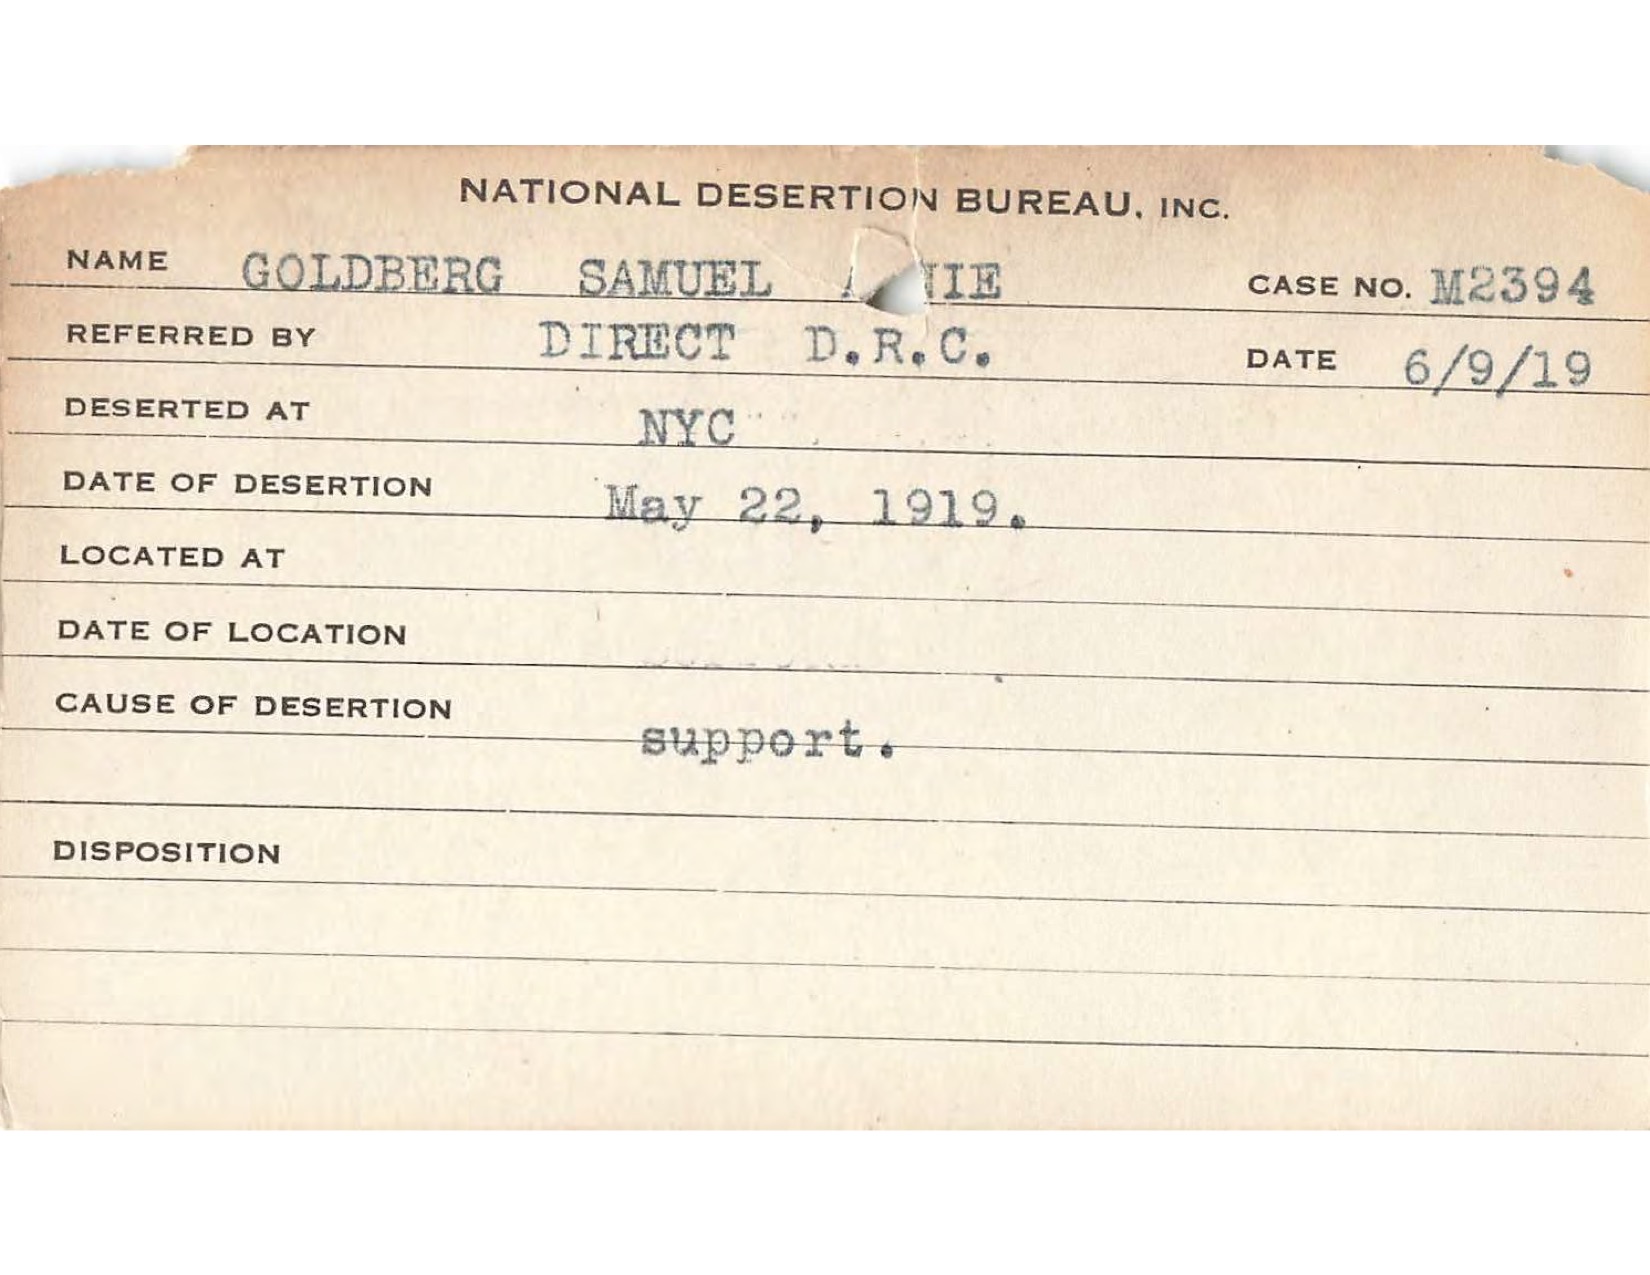 NATIONAL DESERTION BUREAU, INC.
NAME GOLDBERG SAMUEL CASE NO. M2394
REFERRED BY DIRECT D.R.C. DATE 6/9/19
DESERTED AT NYC
DATE OF DESERTION May 22, 1919.
LOCATED AT
DATE OF LOCATION
CAUSE OF DESERTION
support.
DISPOSITION